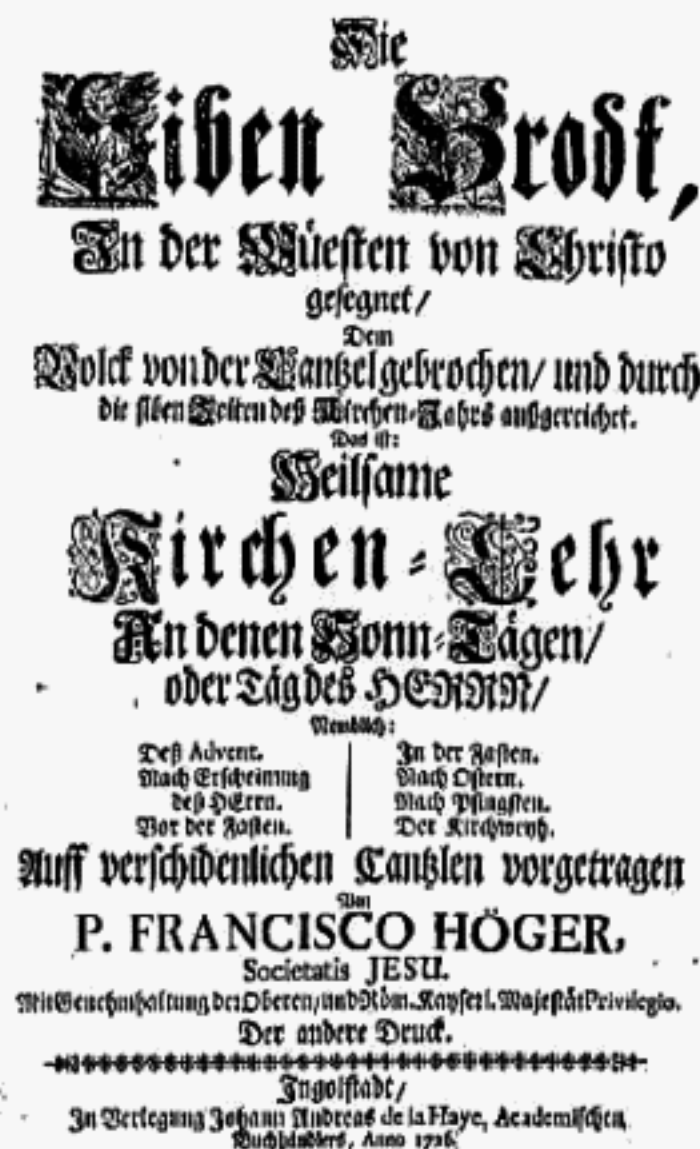 Die
Siben Brodt,
In der Wüesten von Christo
gesegnet/
Dem
Volck von der Cantzel gebrochen/ und durch
die siben Zeiten deß Kirchen-Jahrs außgereichet.
Das ist:
Heilsame
Kirchen-Lehr
An denen Sonn-Tägen/
oder Täg des HERRN/
Nemblich:
Deß Advent.
Nach Erscheinung
deß HErrn.
Vor der Fasten.
In der Fasten.
Nach Ostern.
Nach Pfingsten.
Der Kirchweyh.
Auff verschidenlichen Cantzlen vorgetragen
Von
P. FRANCISCO HÖGER,
Societatis JESU.
Mit Genehmhaltung der Oberen, und Röm. Kayserl. Majestät Privilegio.
Der andere Druck.
Ingolstadt/
In Verlegung Johann Andreas de la Haye, Academischen
Buchhändlers, Anno 1726.